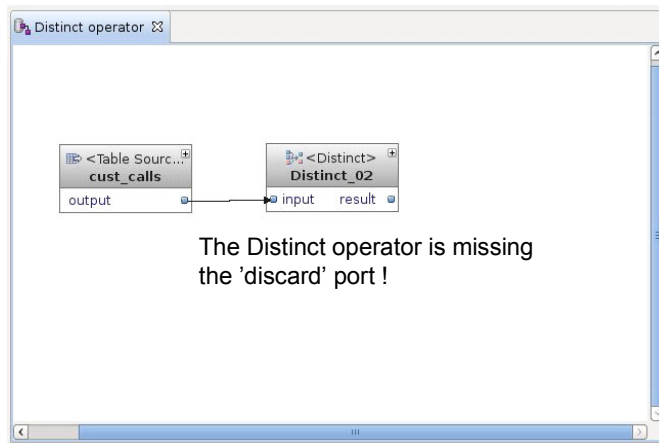 Distinct operator
<Table Sourc... <Distinct>
cust_calls Distinct_02
output input result
The Distinct operator is missing
the ’discard’ port !